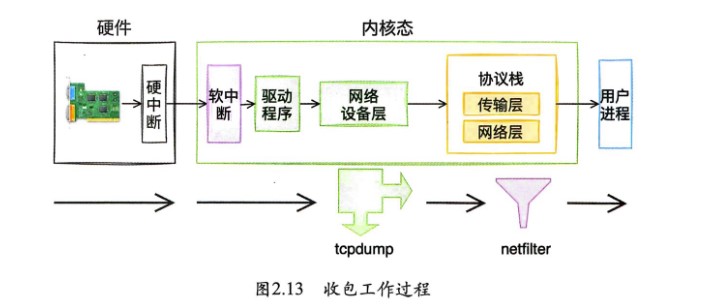 硬件
内核态
硬中断
软中断
驱动程序
网络设备层
协议栈
传输层
网络层
用户进程
tcpdump
netfilter
图2.13 收包工作过程